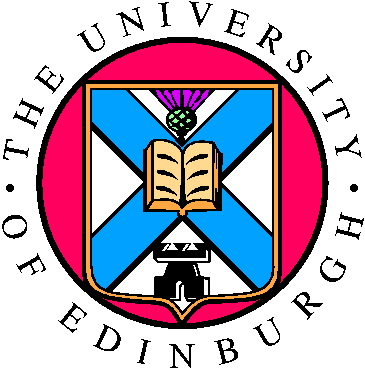 THE UNIVERSITY
OF EDINBURGH